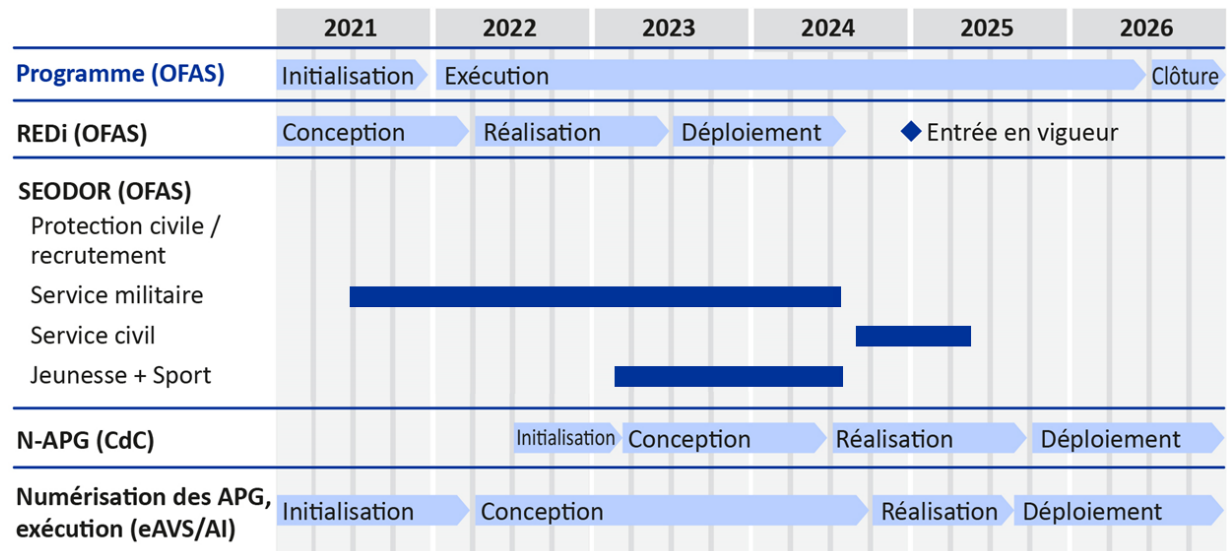 2021 2022 2023 2024 2025 2026
Programme (OFAS) Initialisation Exécution Clôture
REDi (OFAS) Conception Réalisation Déploiement Entrée en vigueur
SEODOR (OFAS)
Protection civile /
recrutement
Service militaire
Service civil
Jeunesse + Sport
N-APG (CdC) Initialisation Conception Réalisation Déploiement
Numérisation des APG,
exécution (eAVS/AI) Initialisation Conception Réalisation Déploiement